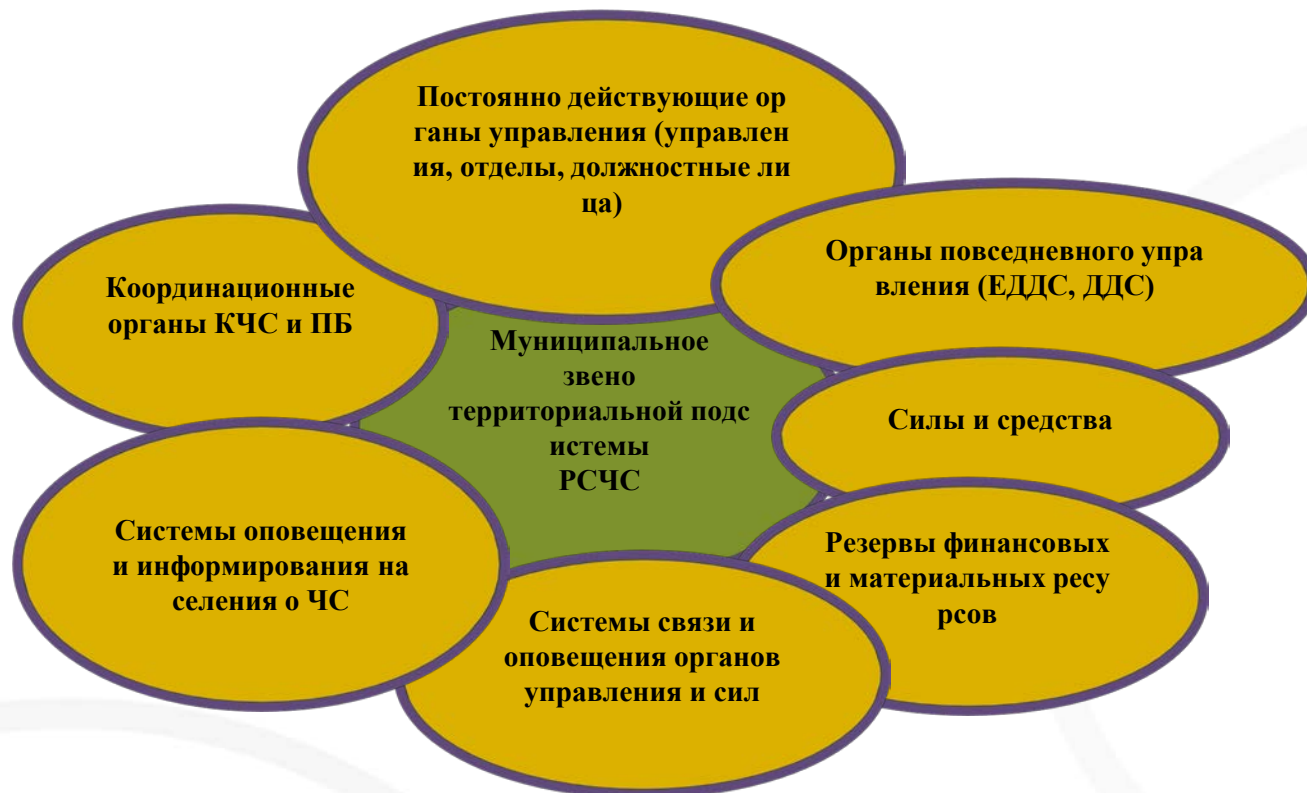 Постоянно действующие ор
ганы управления (управлен
ия, отделы, должностные ли
ца)
Органы повседневного упра
вления (ЕДДС, ДДС)
Координационные
органы КЧС и ПБ
Муниципальное
звено
территориальной подс
истемы
РСЧС
Силы и средства
Системы оповещения
и информирования на
селения о ЧС
Резервы финансовых
и материальных ресу
рсов
Системы связи и
оповещения органов
управления и сил